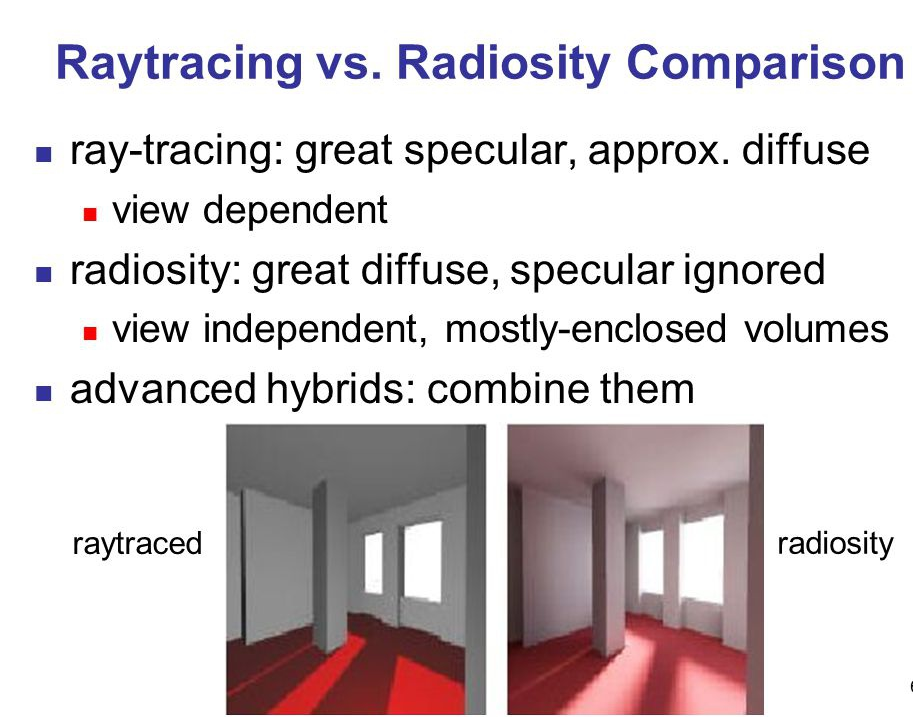 Raytracing vs. Radiosity Comparison
ray-tracing: great specular, approx. diffuse
view dependent
radiosity: great diffuse, specular ignored
view independent, mostly-enclosed volumes
advanced hybrids: combine them
raytraced
radiosity